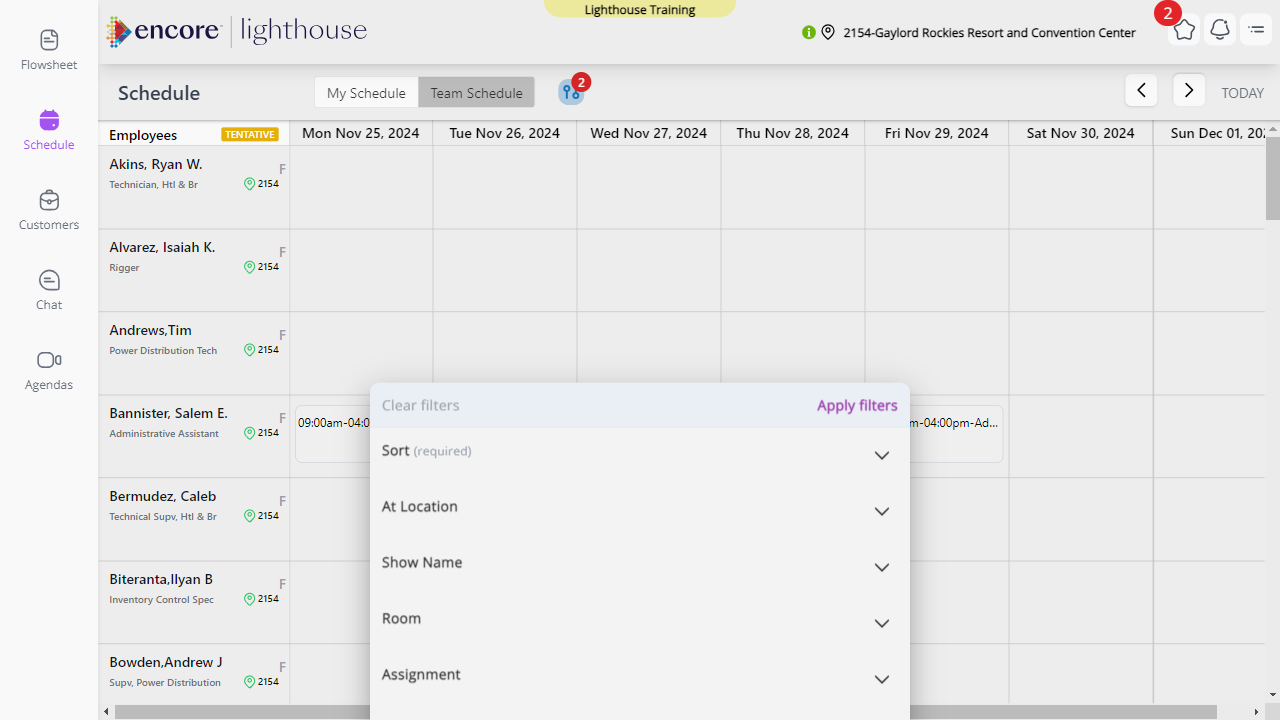 Lighthouse Training
encore lighthouse
2154-Gaylord Rockies Resort and Convention Center
2
Flowsheet
Schedule
Customers
Chat
Agendas
Schedule
My Schedule
Team Schedule
2
TODAY
Employees
TENTATIVE
Mon Nov 25, 2024
Tue Nov 26, 2024
Wed Nov 27, 2024
Thu Nov 28, 2024
Fri Nov 29, 2024
Sat Nov 30, 2024
Sun Dec 01, 202
Akins, Ryan W.
F
Technician, Htl & Br
2154
Alvarez, Isaiah K.
F
Rigger
2154
Andrews,Tim
F
Power Distribution Tech
2154
Bannister, Salem E.
F
Administrative Assistant
2154
09:00am-04:0
m-04:00pm-Ad...
Bermudez, Caleb
F
Technical Supv, Htl & Br
2154
Biteranta,Ilyan B
F
Inventory Control Spec
2154
Bowden,Andrew J
F
Supv, Power Distribution
2154
Clear filters
Apply filters
Sort (required)
At Location
Show Name
Room
Assignment